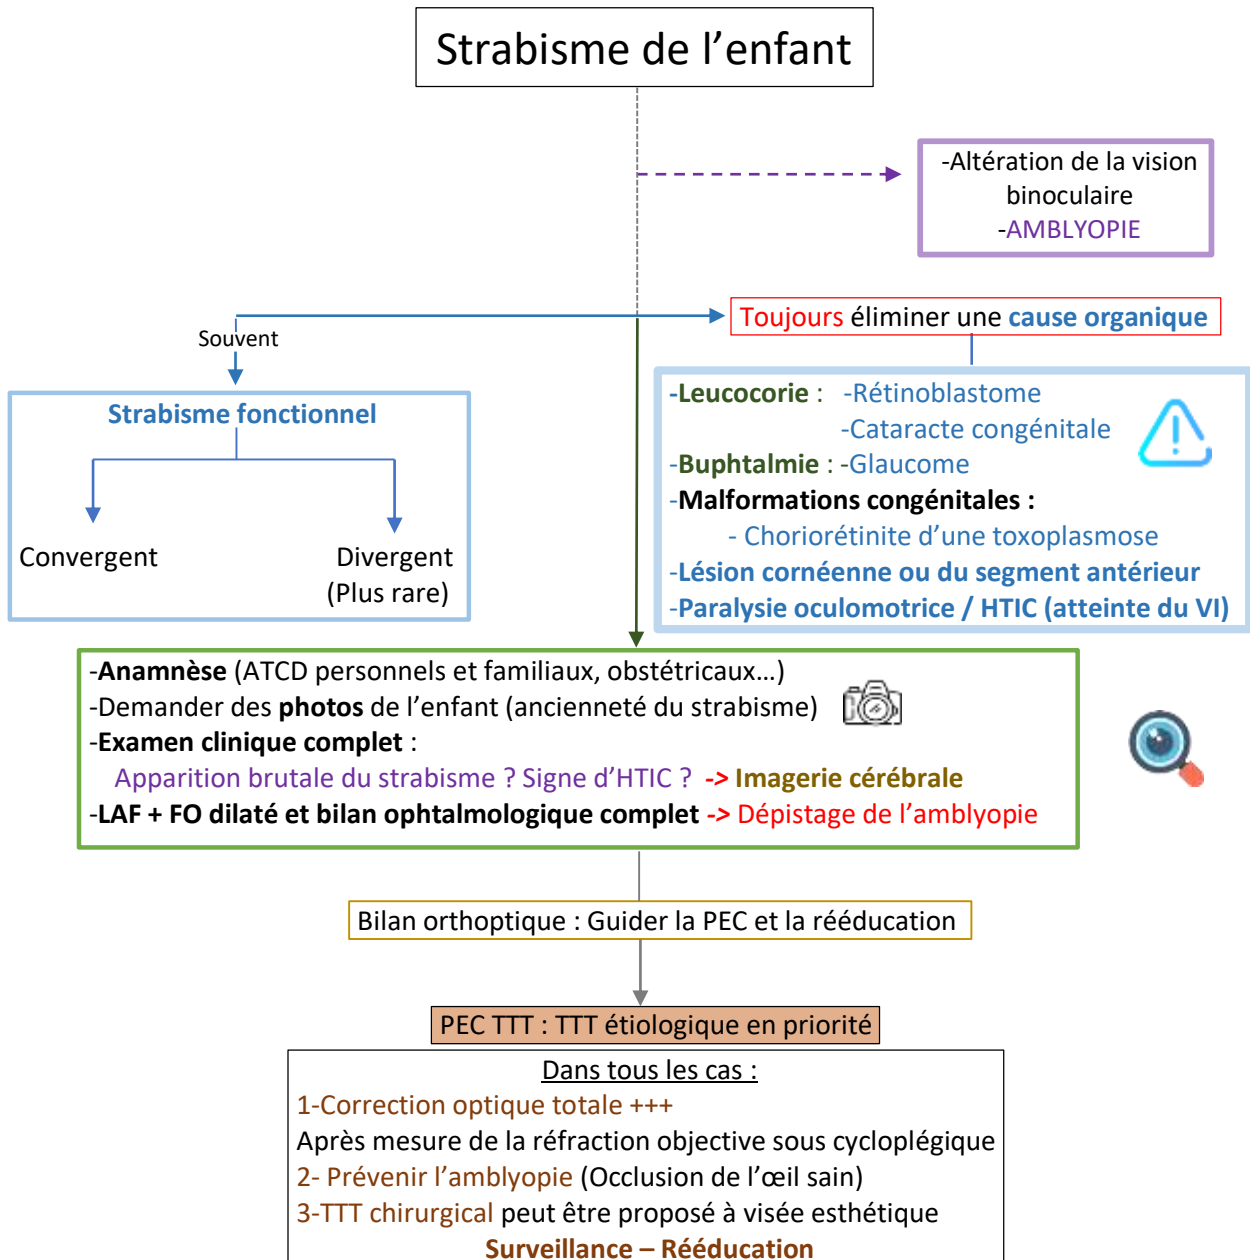 Strabisme de l’enfant
-Altération de la vision
binoculaire
-AMBLYOPIE
Toujours éliminer une cause organique
Souvent
Strabisme fonctionnel
Convergent
Divergent
(Plus rare)
-Leucocorie : -Rétinoblastome
-Cataracte congénitale
-Buphtalmie : -Glaucome
-Malformations congénitales :
- Choriorétinite d’une toxoplasmose
-Lésion cornéenne ou du segment antérieur
-Paralysie oculomotrice / HTIC (atteinte du VI)
-Anamnèse (ATCD personnels et familiaux, obstétricaux…)
-Demander des photos de l’enfant (ancienneté du strabisme)
-Examen clinique complet :
Apparition brutale du strabisme ? Signe d’HTIC ? -> Imagerie cérébrale
-LAF + FO dilaté et bilan ophtalmologique complet -> Dépistage de l’amblyopie
Bilan orthoptique : Guider la PEC et la rééducation
PEC TTT : TTT étiologique en priorité
Dans tous les cas :
1-Correction optique totale +++
Après mesure de la réfraction objective sous cycloplégique
2- Prévenir l’amblyopie (Occlusion de l’œil sain)
3-TTT chirurgical peut être proposé à visée esthétique
Surveillance – Rééducation